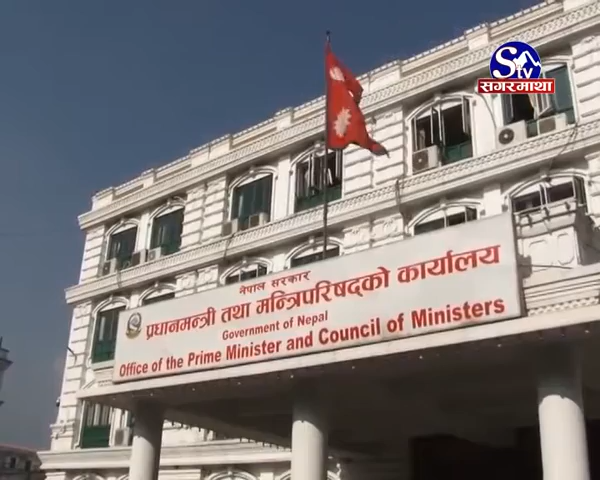 S
TV
सगरमाथा
नेपाल सरकार
प्रधानमन्त्री तथा मन्त्रिपरिषद्को कार्यालय
Government of Nepal
Office of the Prime Minister and Council of Ministers